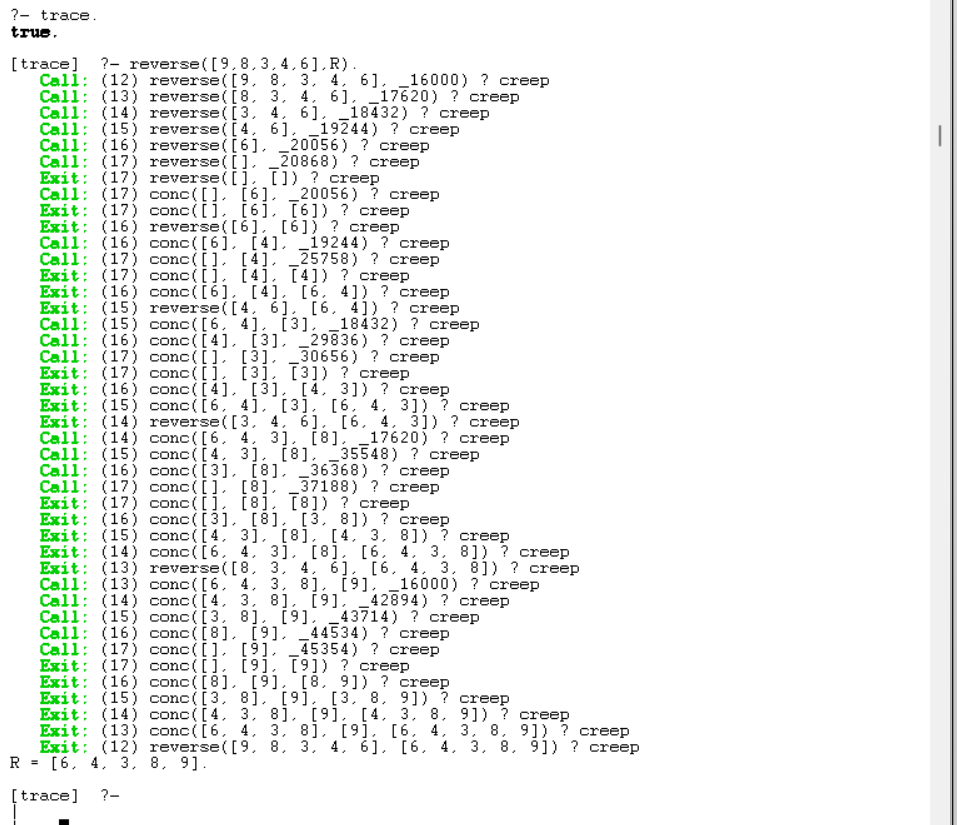 ?- trace.
true.
[trace]  ?- reverse([9,8,3,4,6],R).
Call: (12) reverse([9, 8, 3, 4, 6], _16000) ? creep
Call: (13) reverse([8, 3, 4, 6], _17620) ? creep
Call: (14) reverse([3, 4, 6], _18432) ? creep
Call: (15) reverse([4, 6], _19244) ? creep
Call: (16) reverse([6], _20056) ? creep
Call: (17) reverse([], _20868) ? creep
Exit: (17) reverse([], []) ? creep
Call: (17) conc([], [6], _20056) ? creep
Exit: (17) conc([], [6], [6]) ? creep
Exit: (16) reverse([6], [6]) ? creep
Call: (16) conc([6], [4], _19244) ? creep
Call: (17) conc([], [4], _25758) ? creep
Exit: (17) conc([], [4], [4]) ? creep
Exit: (16) conc([6], [4], [6, 4]) ? creep
Exit: (15) reverse([4, 6], [6, 4]) ? creep
Call: (15) conc([6, 4], [3], _18432) ? creep
Call: (16) conc([4], [3], _29836) ? creep
Call: (17) conc([], [3], _30656) ? creep
Exit: (17) conc([], [3], [3]) ? creep
Exit: (16) conc([4], [3], [4, 3]) ? creep
Exit: (15) conc([6, 4], [3], [6, 4, 3]) ? creep
Exit: (14) reverse([3, 4, 6], [6, 4, 3]) ? creep
Call: (14) conc([6, 4, 3], [8], _17620) ? creep
Call: (15) conc([4, 3], [8], _35548) ? creep
Call: (16) conc([3], [8], _36368) ? creep
Call: (17) conc([], [8], _37188) ? creep
Exit: (17) conc([], [8], [8]) ? creep
Exit: (16) conc([3], [8], [3, 8]) ? creep
Exit: (15) conc([4, 3], [8], [4, 3, 8]) ? creep
Exit: (14) conc([6, 4, 3], [8], [6, 4, 3, 8]) ? creep
Exit: (13) reverse([8, 3, 4, 6], [6, 4, 3, 8]) ? creep
Call: (13) conc([6, 4, 3, 8], [9], _16000) ? creep
Call: (14) conc([4, 3, 8], [9], _42894) ? creep
Call: (15) conc([3, 8], [9], _43714) ? creep
Call: (16) conc([8], [9], _44534) ? creep
Call: (17) conc([], [9], _45354) ? creep
Exit: (17) conc([], [9], [9]) ? creep
Exit: (16) conc([8], [9], [8, 9]) ? creep
Exit: (15) conc([3, 8], [9], [3, 8, 9]) ? creep
Exit: (14) conc([4, 3, 8], [9], [4, 3, 8, 9]) ? creep
Exit: (13) conc([6, 4, 3, 8], [9], [6, 4, 3, 8, 9]) ? creep
Exit: (12) reverse([9, 8, 3, 4, 6], [6, 4, 3, 8, 9]) ? creep
R = [6, 4, 3, 8, 9].
[trace]  ?-
|